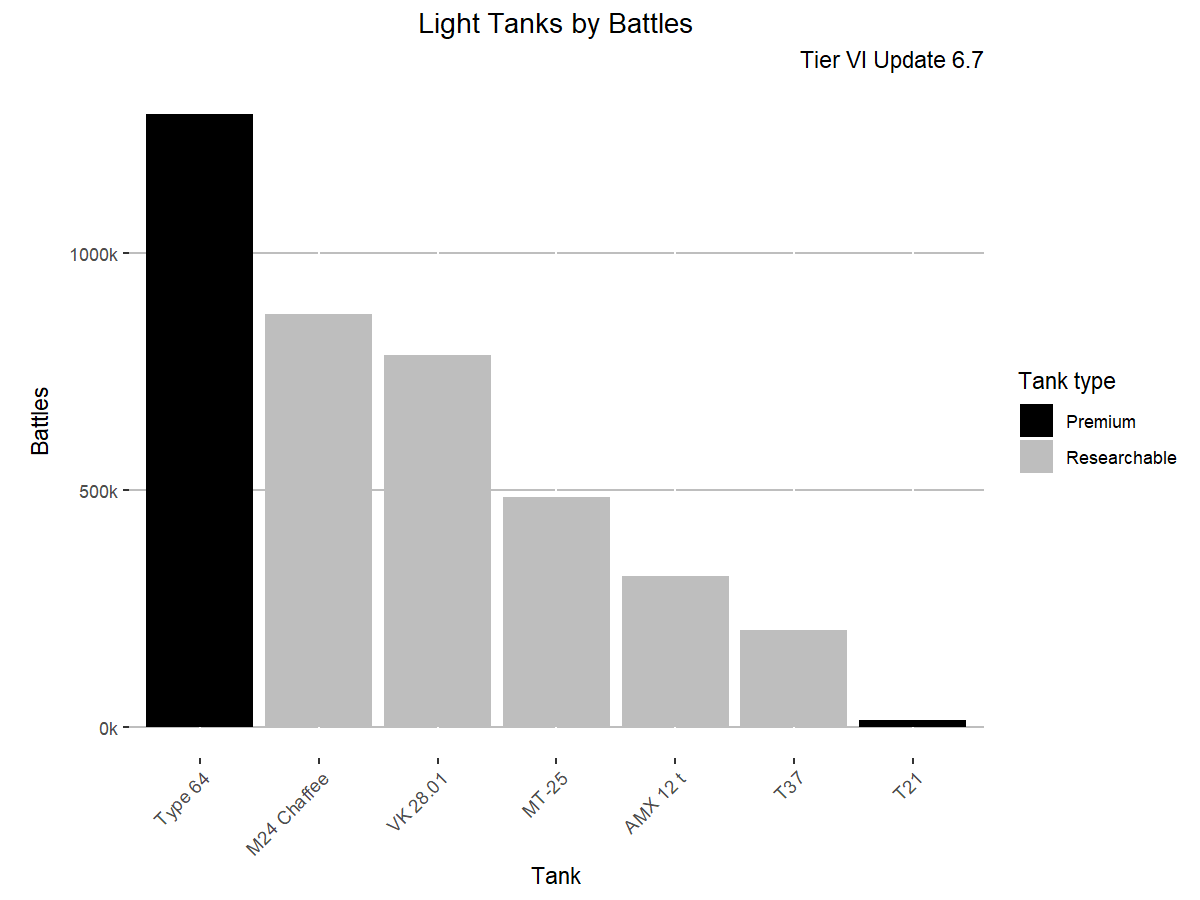 Light Tanks by Battles
Tier VI Update 6.7
Battles
1000k
500k
0k
Type 64
M24 Chaffee
VK 28.01
MT-25
AMX 12 t
T37
T21
Tank
Tank type
Premium
Researchable